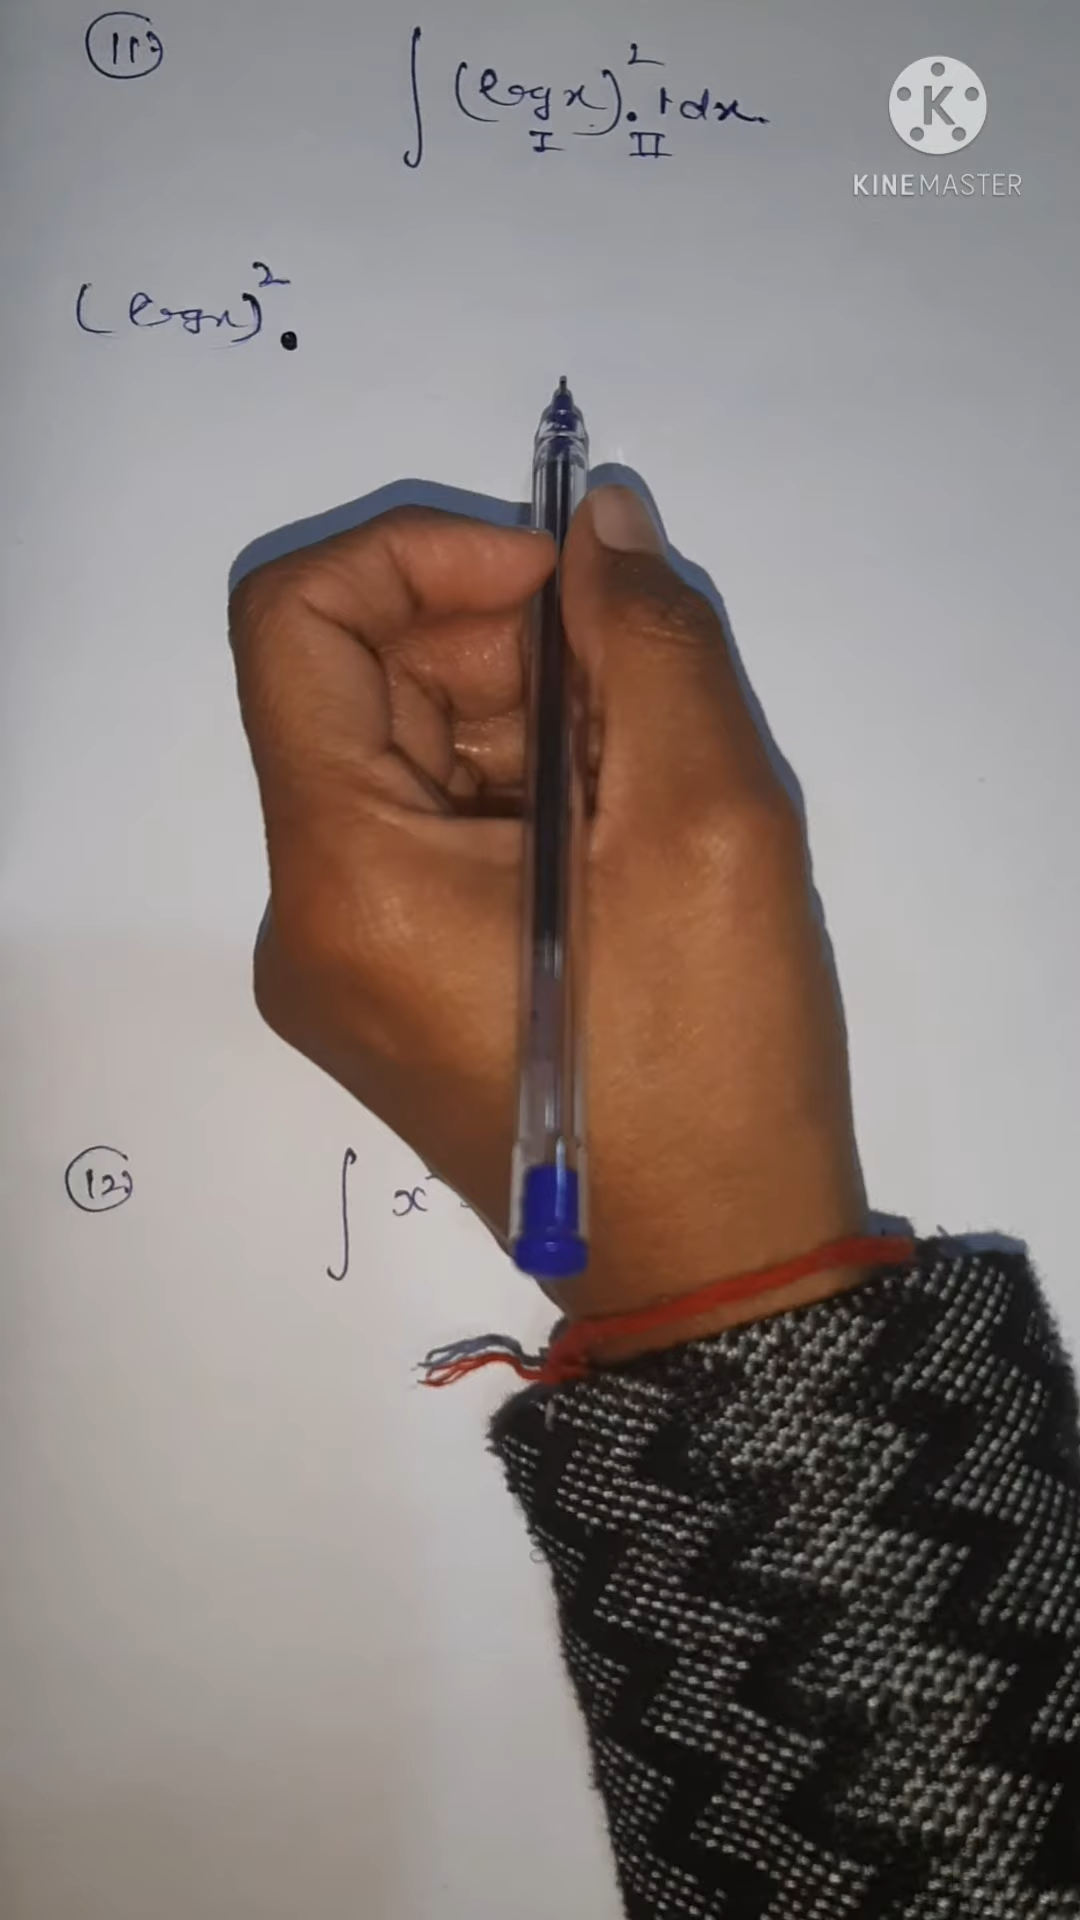 11:
∫ (log x)². 1 dx.
I II
K
KINEMASTER
(log x)² .
12: ∫ x